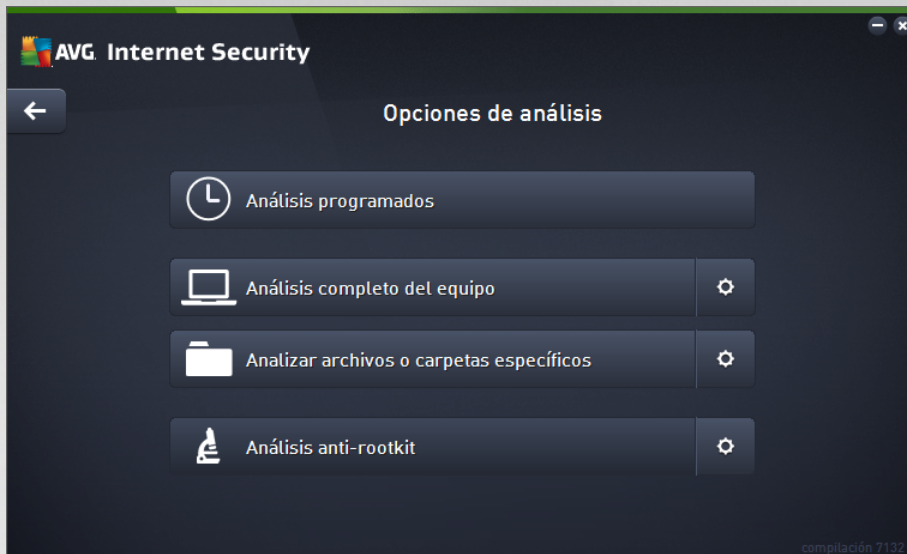 AVG. Internet Security
Opciones de análisis
Análisis programados
Análisis completo del equipo
Analizar archivos o carpetas específicos
Análisis anti-rootkit
compilación 7132